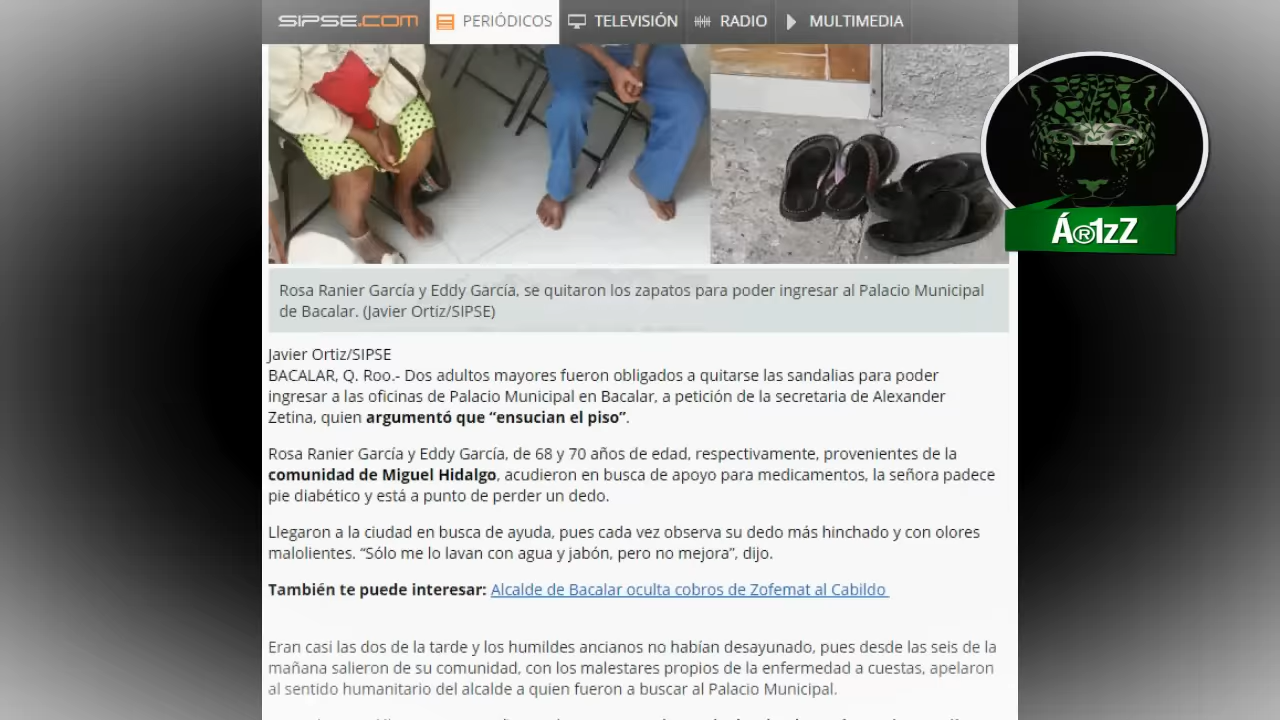 SIPSE.COM PERIÓDICOS TELEVISIÓN RADIO MULTIMEDIA
Á®1zZ
Rosa Ranier García y Eddy García, se quitaron los zapatos para poder ingresar al Palacio Municipal
de Bacalar. (Javier Ortíz/SIPSE)
Javier Ortiz/SIPSE
BACALAR, Q. Roo.- Dos adultos mayores fueron obligados a quitarse las sandalias para poder
ingresar a las oficinas de Palacio Municipal en Bacalar, a petición de la secretaria de Alexander
Zetina, quien argumentó que “ensucian el piso”.
Rosa Ranier García y Eddy García, de 68 y 70 años de edad, respectivamente, provenientes de la
comunidad de Miguel Hidalgo, acudieron en busca de apoyo para medicamentos, la señora padece
pie diabético y está a punto de perder un dedo.
Llegaron a la ciudad en busca de ayuda, pues cada vez observa su dedo más hinchado y con olores
malolientes. “Sólo me lo lavan con agua y jabón, pero no mejora”, dijo.
También te puede interesar: Alcalde de Bacalar oculta cobros de Zofemat al Cabildo
Eran casi las dos de la tarde y los humildes ancianos no habían desayunado, pues desde las seis de la
mañana salieron de su comunidad, con los malestares propios de la enfermedad a cuestas, apelaron
al sentido humanitario del alcalde a quien fueron a buscar al Palacio Municipal.